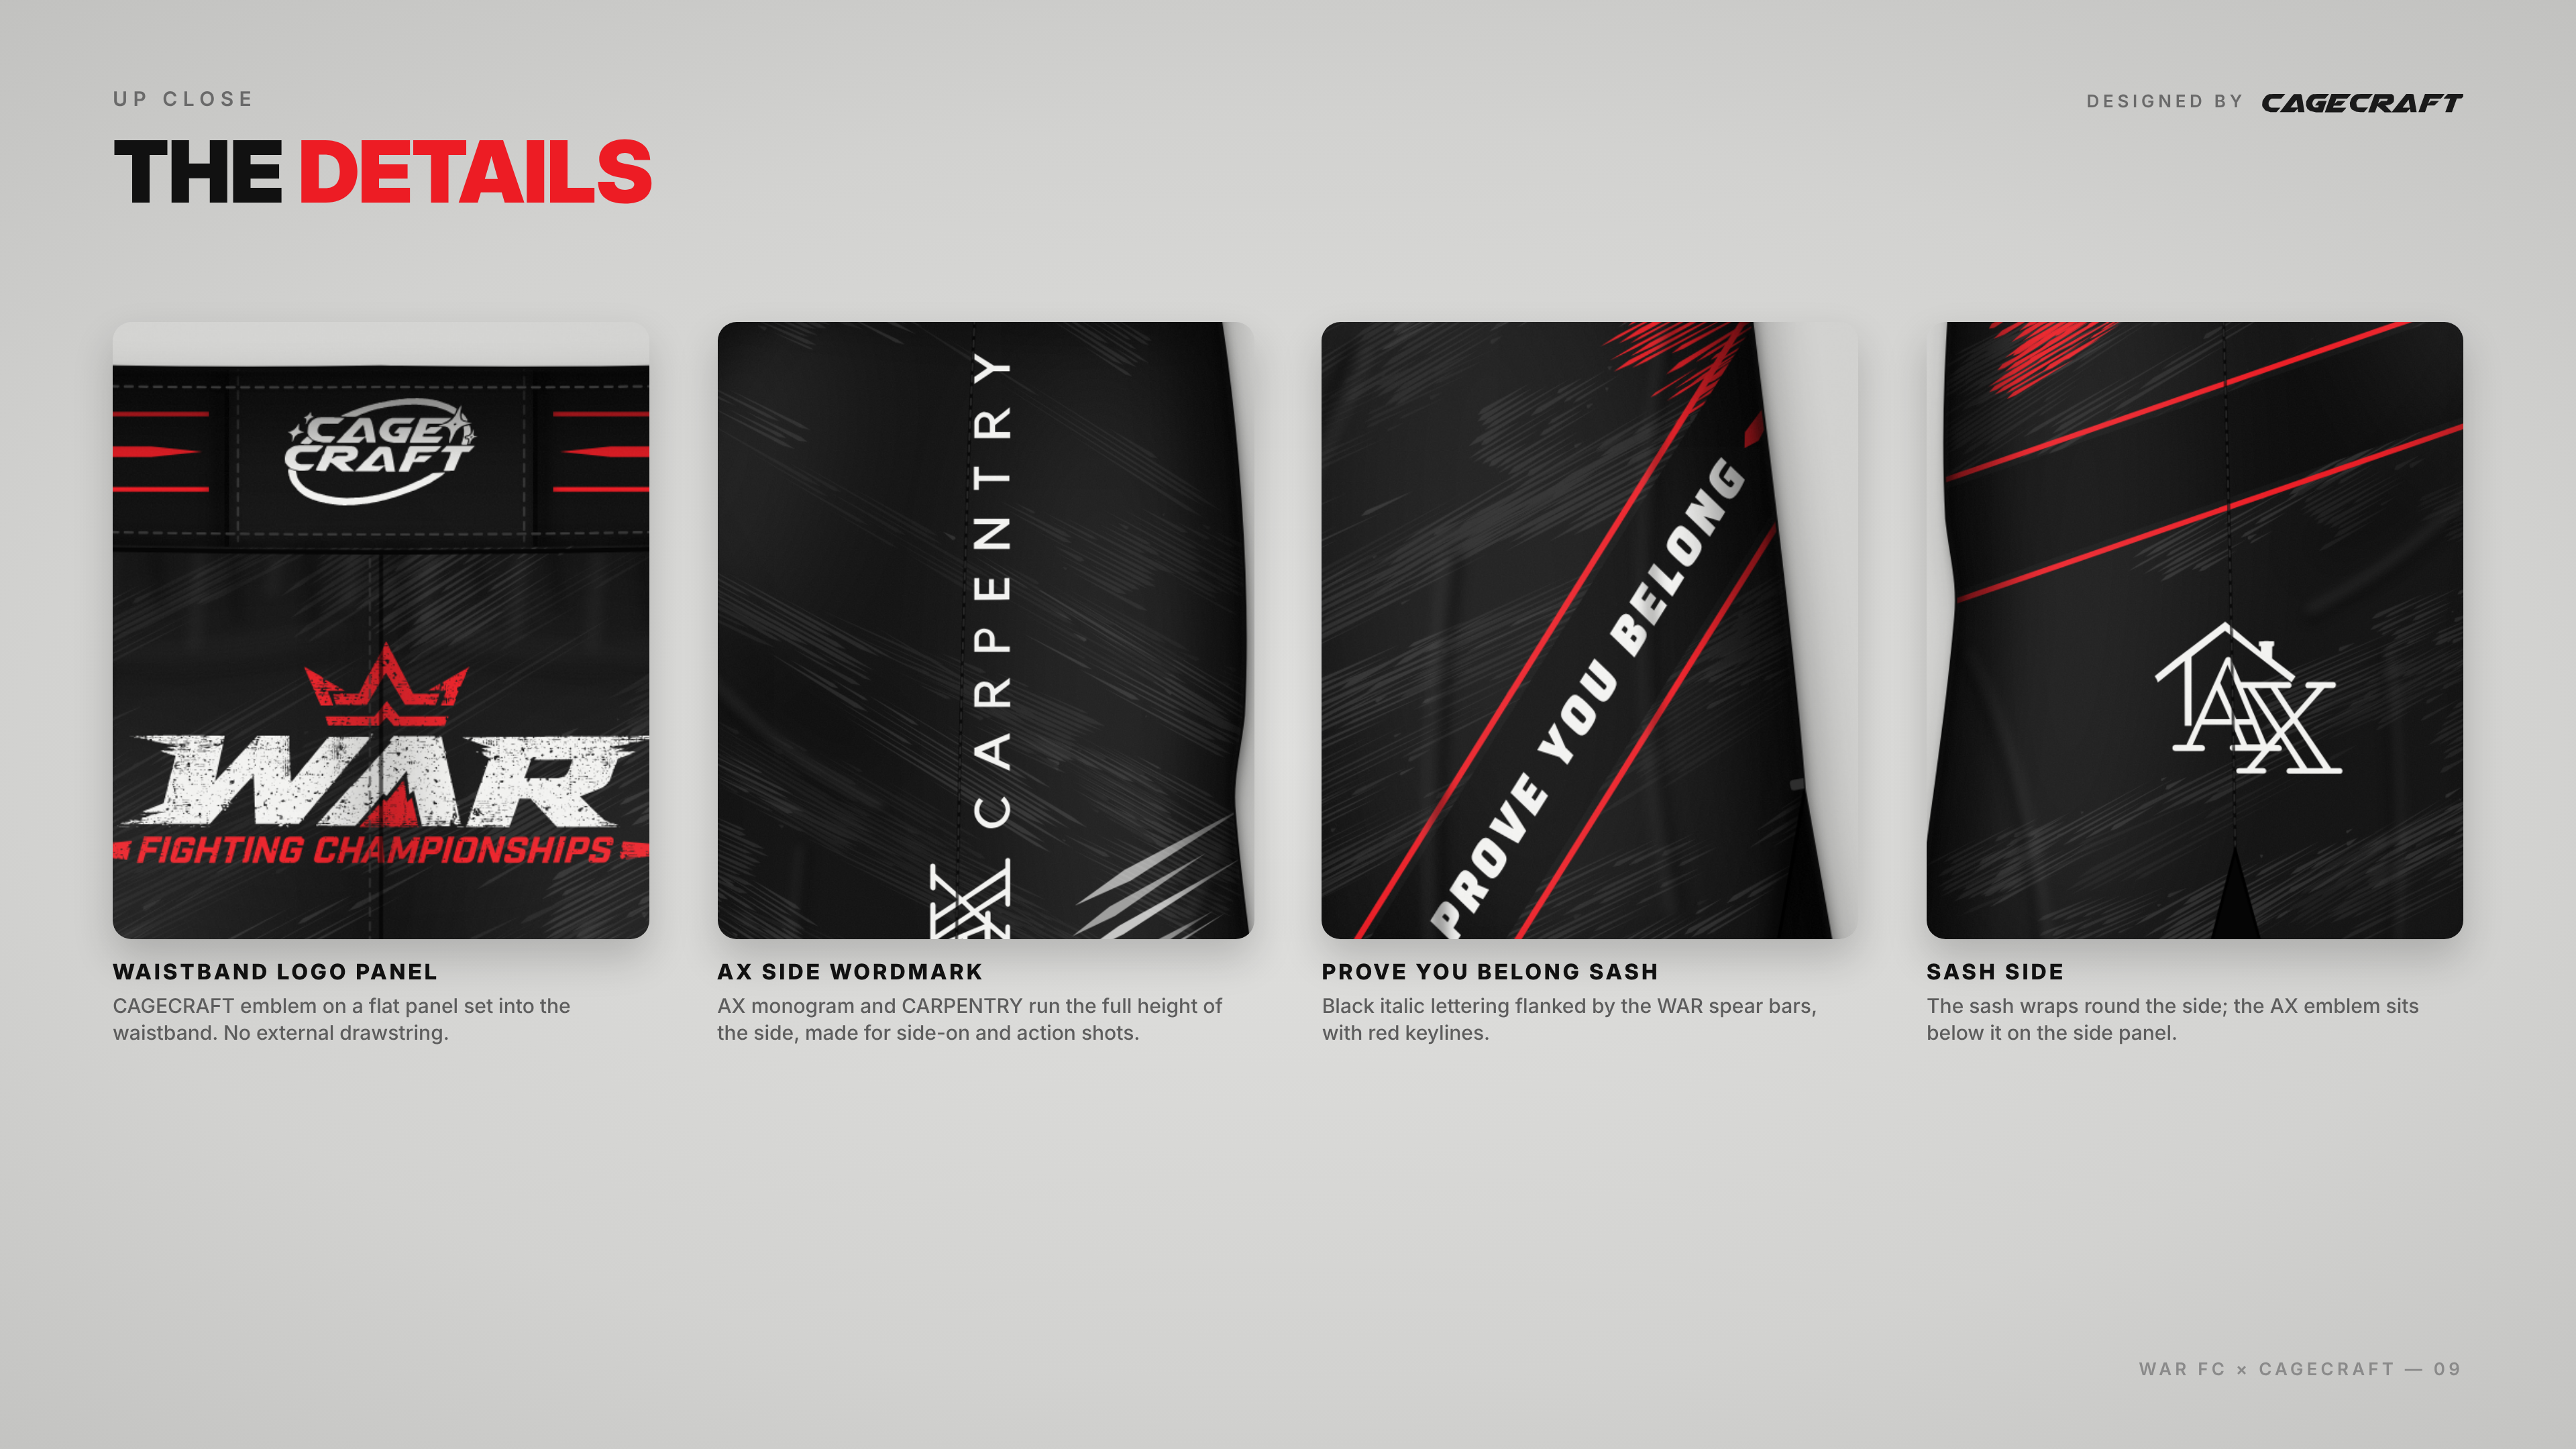 UP CLOSE
DESIGNED BY CAGECRAFT
THE DETAILS
CAGE
CRAFT
WAR
FIGHTING CHAMPIONSHIPS
AX CARPENTRY
PROVE YOU BELONG
AX
WAISTBAND LOGO PANEL
CAGECRAFT emblem on a flat panel set into the
waistband. No external drawstring.
AX SIDE WORDMARK
AX monogram and CARPENTRY run the full height of
the side, made for side-on and action shots.
PROVE YOU BELONG SASH
Black italic lettering flanked by the WAR spear bars,
with red keylines.
SASH SIDE
The sash wraps round the side; the AX emblem sits
below it on the side panel.
WAR FC × CAGECRAFT — 09